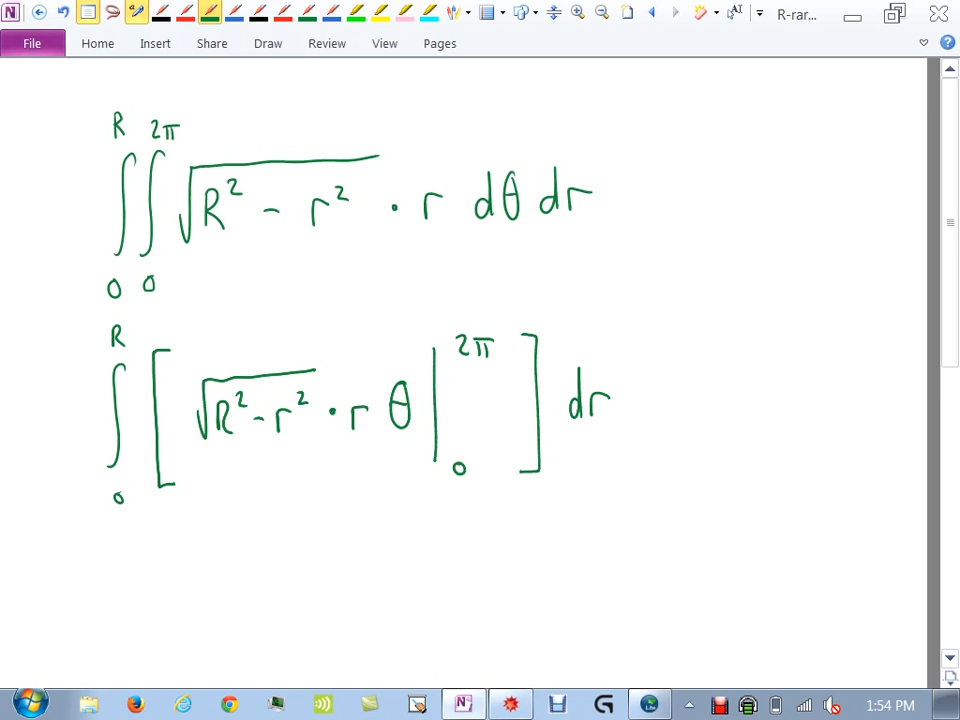 R-rar...
File Home Insert Share Draw Review View Pages
R 2π
∫ ∫ √(R² - r²) · r dθ dr
0 0
R
∫ [ √(R² - r²) · r θ | 2π ] dr
0 0
Lite
1:54 PM